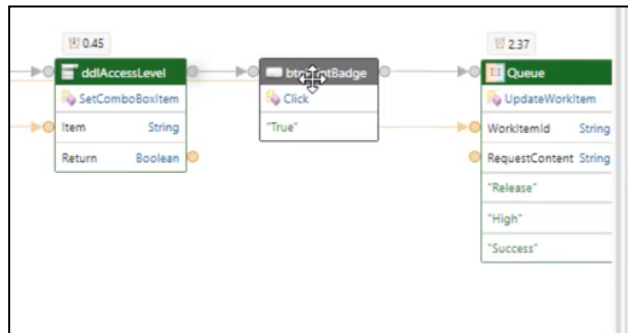 0.45
2.37
ddlAccessLevel
SetComboBoxItem
Item String
Return Boolean
Click
"True"
Queue
UpdateWorkItem
WorkItemId String
RequestContent String
"Release"
"High"
"Success"